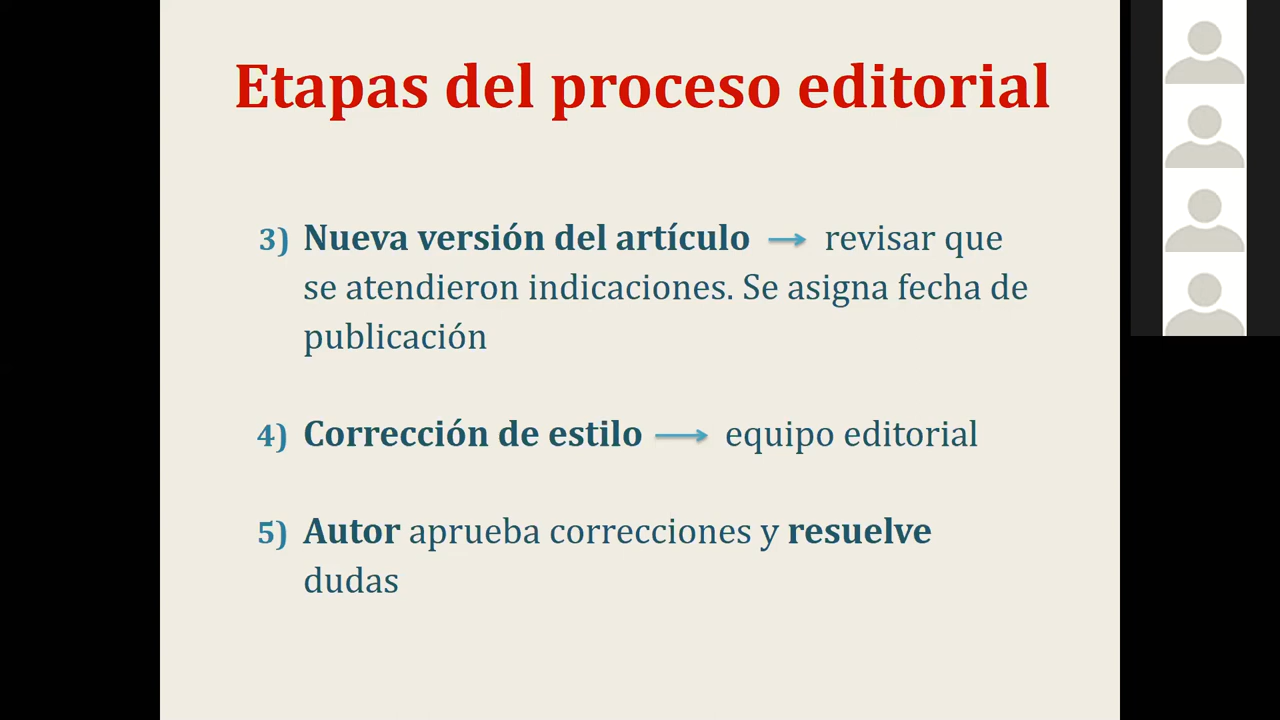 Etapas del proceso editorial
3) Nueva versión del artículo → revisar que
se atendieron indicaciones. Se asigna fecha de
publicación
4) Corrección de estilo → equipo editorial
5) Autor aprueba correcciones y resuelve
dudas